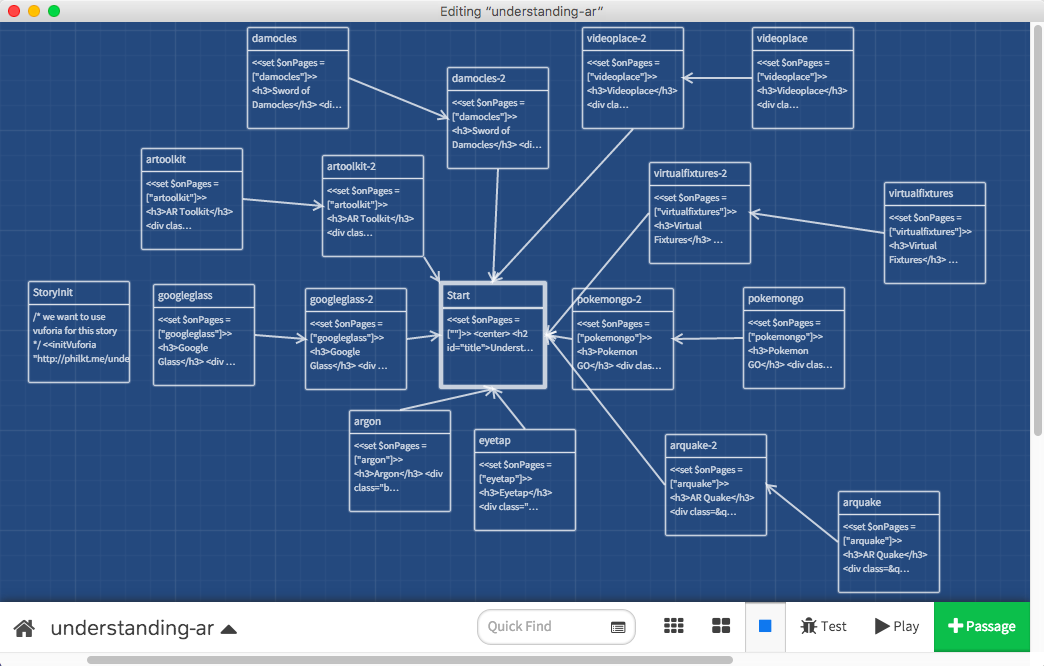 Editing “understanding-ar”
damocles
<<set $onPages =
["damocles"]>>
<h3>Sword of
Damocles</h3> <di…
damocles-2
<<set $onPages =
["damocles"]>>
<h3>Sword of
Damocles</h3> <di…
videoplace-2
<<set $onPages =
["videoplace"]>>
<h3>Videoplace</h3>
<div cla…
videoplace
<<set $onPages =
["videoplace"]>>
<h3>Videoplace</h3>
<div cla…
artoolkit
<<set $onPages =
["artoolkit"]>>
<h3>AR Toolkit</h3>
<div clas…
artoolkit-2
<<set $onPages =
["artoolkit"]>>
<h3>AR Toolkit</h3>
<div clas…
virtualfixtures-2
<<set $onPages =
["virtualfixtures"]>>
<h3>Virtual
Fixtures</h3> …
virtualfixtures
<<set $onPages =
["virtualfixtures"]>>
<h3>Virtual
Fixtures</h3> …
StoryInit
/* we want to use
vuforia for this story
*/ <<initVuforia
"http://philkt.me/unde
googleglass
<<set $onPages =
["googleglass"]>>
<h3>Google
Glass</h3> <div …
googleglass-2
<<set $onPages =
["googleglass"]>>
<h3>Google
Glass</h3> <div …
Start
<<set $onPages =
[""]>> <center> <h2
id="title">Underst…
pokemongo-2
<<set $onPages =
["pokemongo"]>>
<h3>Pokemon
GO</h3> <div clas…
pokemongo
<<set $onPages =
["pokemongo"]>>
<h3>Pokemon
GO</h3> <div clas…
argon
<<set $onPages =
["argon"]>>
<h3>Argon</h3> <div
class="b…
eyetap
<<set $onPages =
["eyetap"]>>
<h3>Eyetap</h3>
<div class="…
arquake-2
<<set $onPages =
["arquake"]>>
<h3>AR Quake</h3>
<div class=&q…
arquake
<<set $onPages =
["arquake"]>>
<h3>AR Quake</h3>
<div class=&q…
understanding-ar
Quick Find
Test
Play
Passage